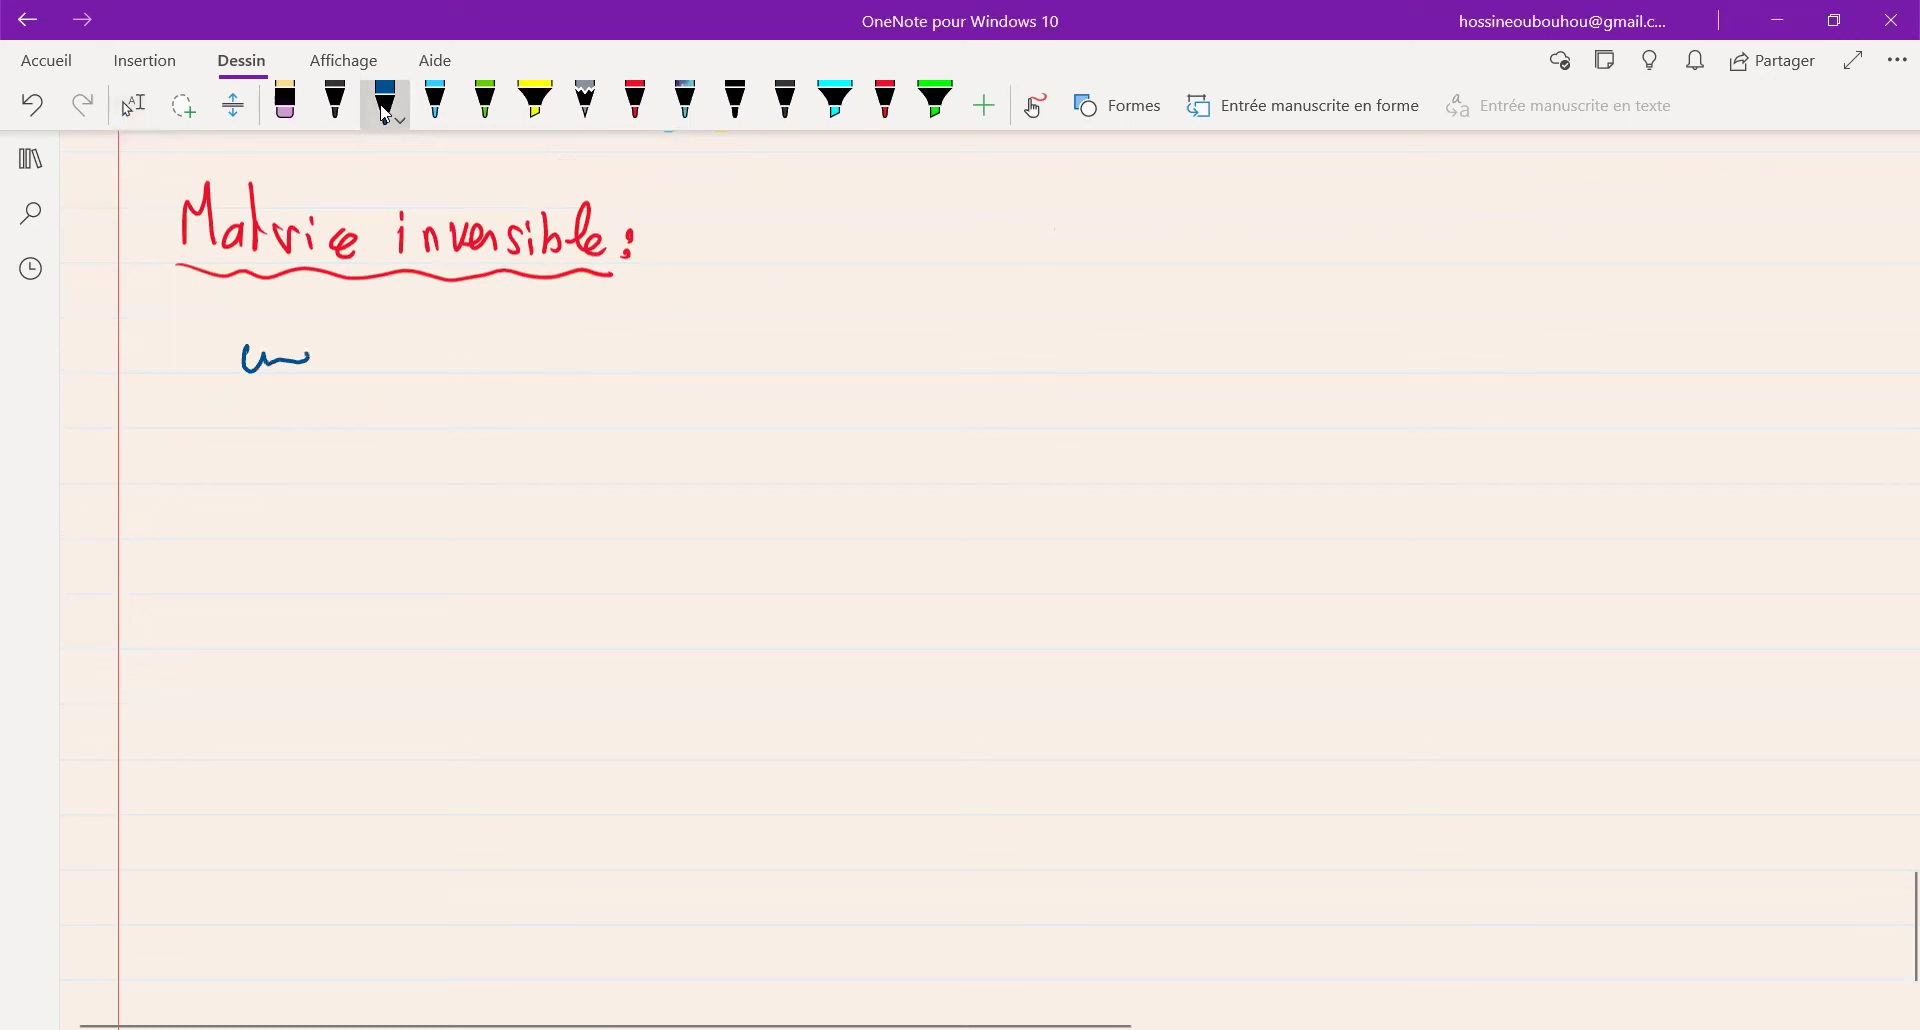 OneNote pour Windows 10
hossineoubouhou@gmail.c...
Accueil Insertion Dessin Affichage Aide
Partager
Formes Entrée manuscrite en forme Entrée manuscrite en texte
Matrice inversible :